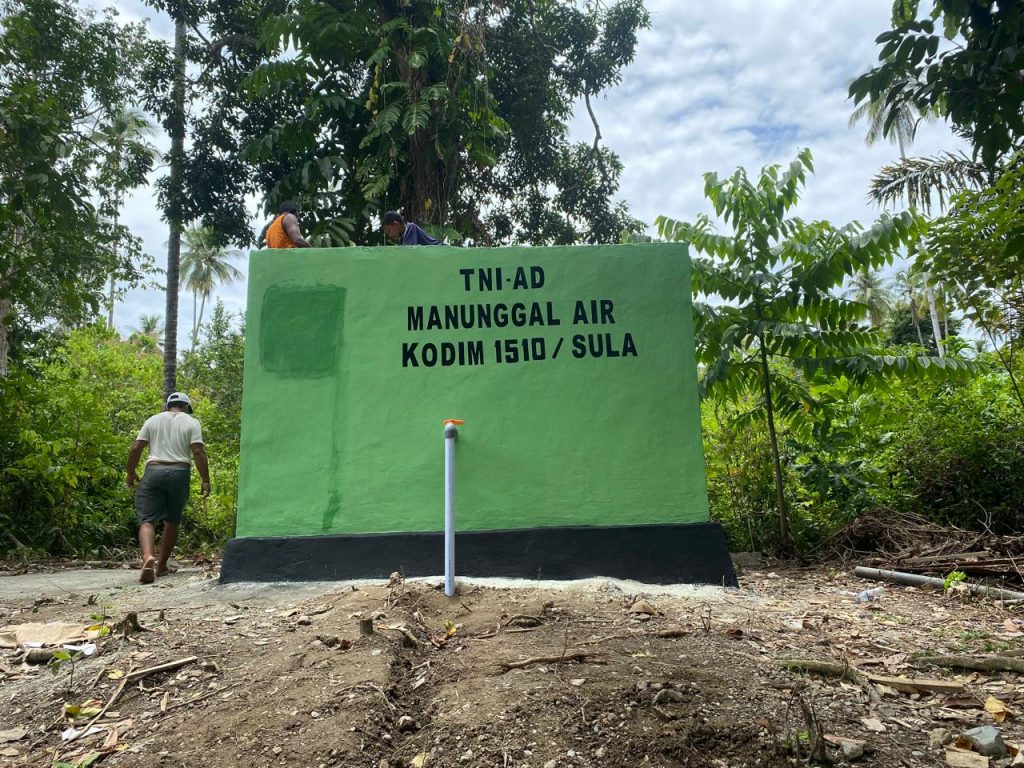 TNI-AD
MANUNGGAL AIR
KODIM 1510 / SULA